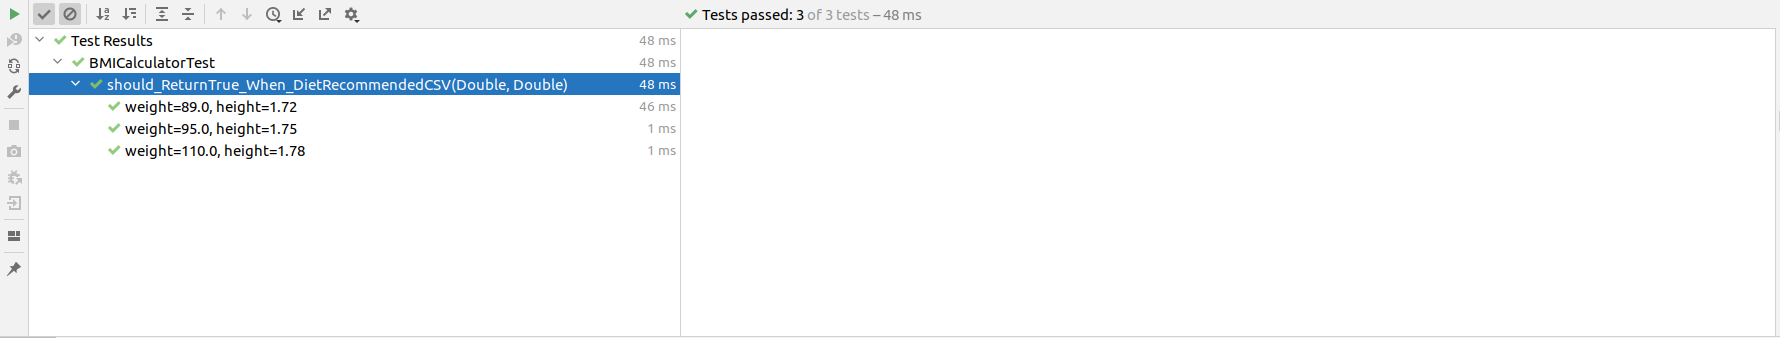 Tests passed: 3 of 3 tests – 48 ms
Test Results 48 ms
BMICalculatorTest 48 ms
should_ReturnTrue_When_DietRecommendedCSV(Double, Double) 48 ms
weight=89.0, height=1.72 46 ms
weight=95.0, height=1.75 1 ms
weight=110.0, height=1.78 1 ms